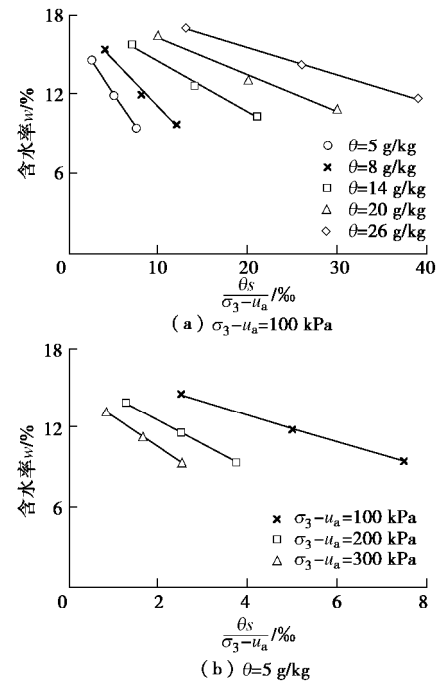 18
12
6
含水率w/%
θ=5 g/kg
θ=8 g/kg
θ=14 g/kg
θ=20 g/kg
θ=26 g/kg
0 10 20 30 40
θs
σ₃−uₐ/‰
(a) σ₃−uₐ=100 kPa
18
12
6
含水率w/%
σ₃−uₐ=100 kPa
σ₃−uₐ=200 kPa
σ₃−uₐ=300 kPa
0 2 4 6 8
θs
σ₃−uₐ/‰
(b) θ=5 g/kg